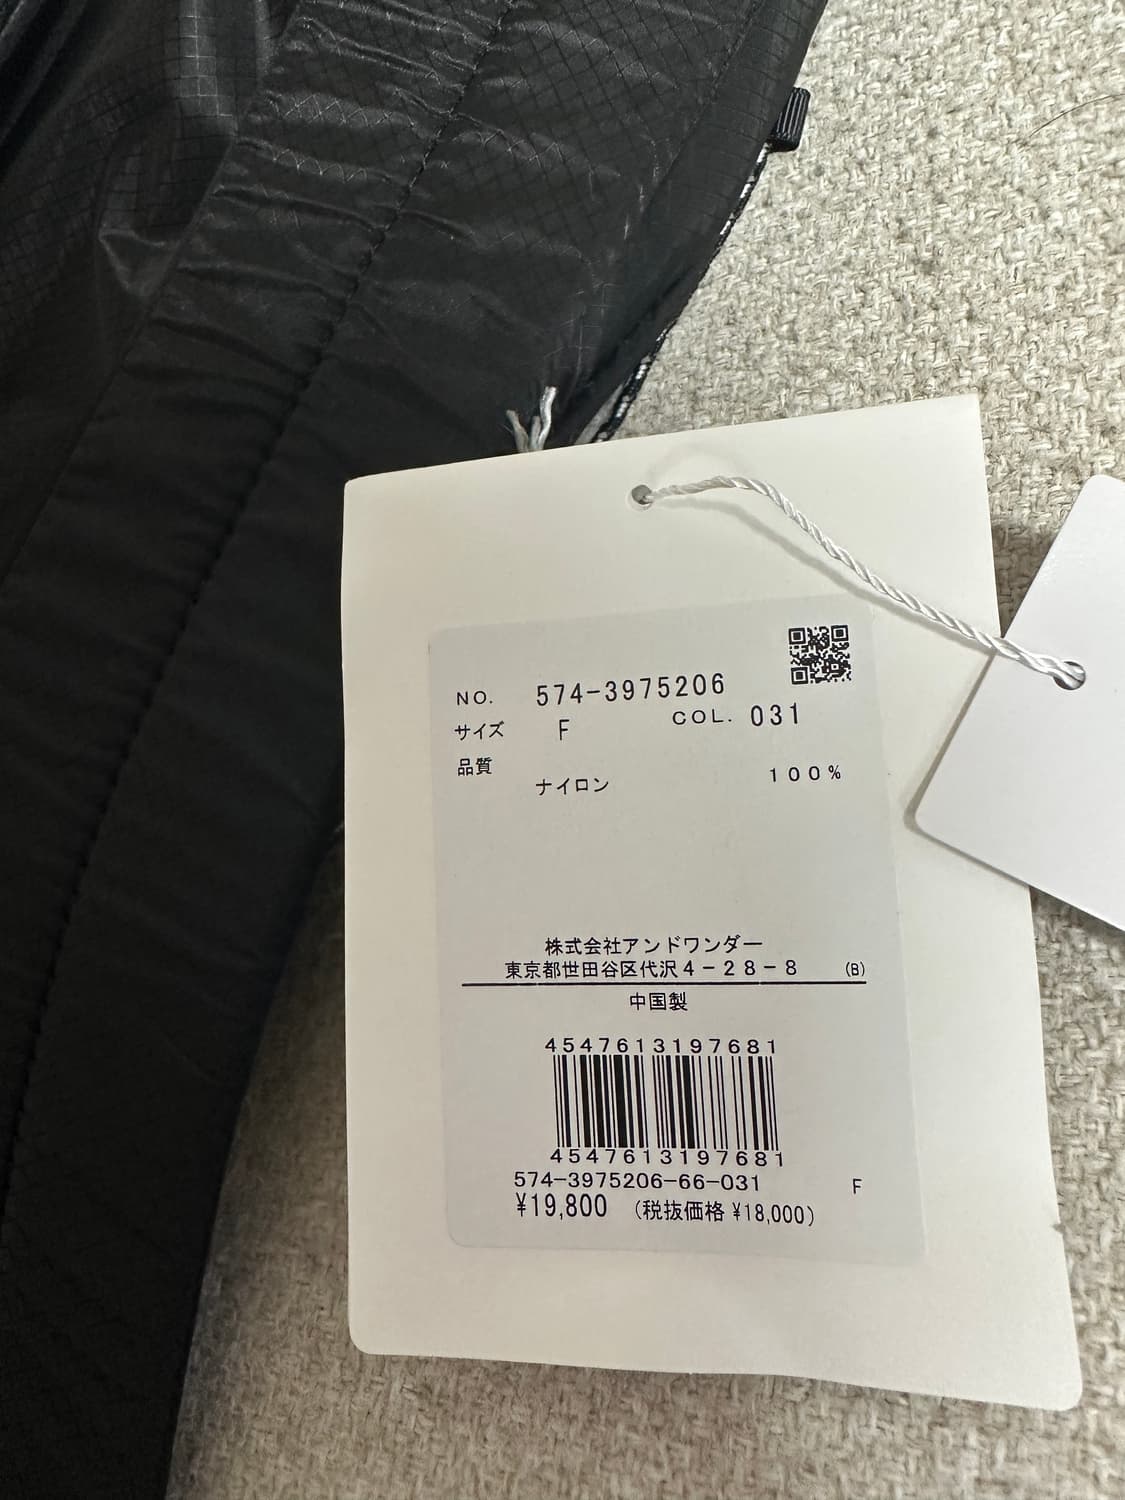 NO. 574-3975206
サイズ F COL. 031
品質
ナイロン 100%
株式会社アンドワンダー
東京都世田谷区代沢4-28-8 (B)
中国製
4547613197681
4547613197681
574-3975206-66-031 F
¥19,800 (税抜価格 ¥18,000)